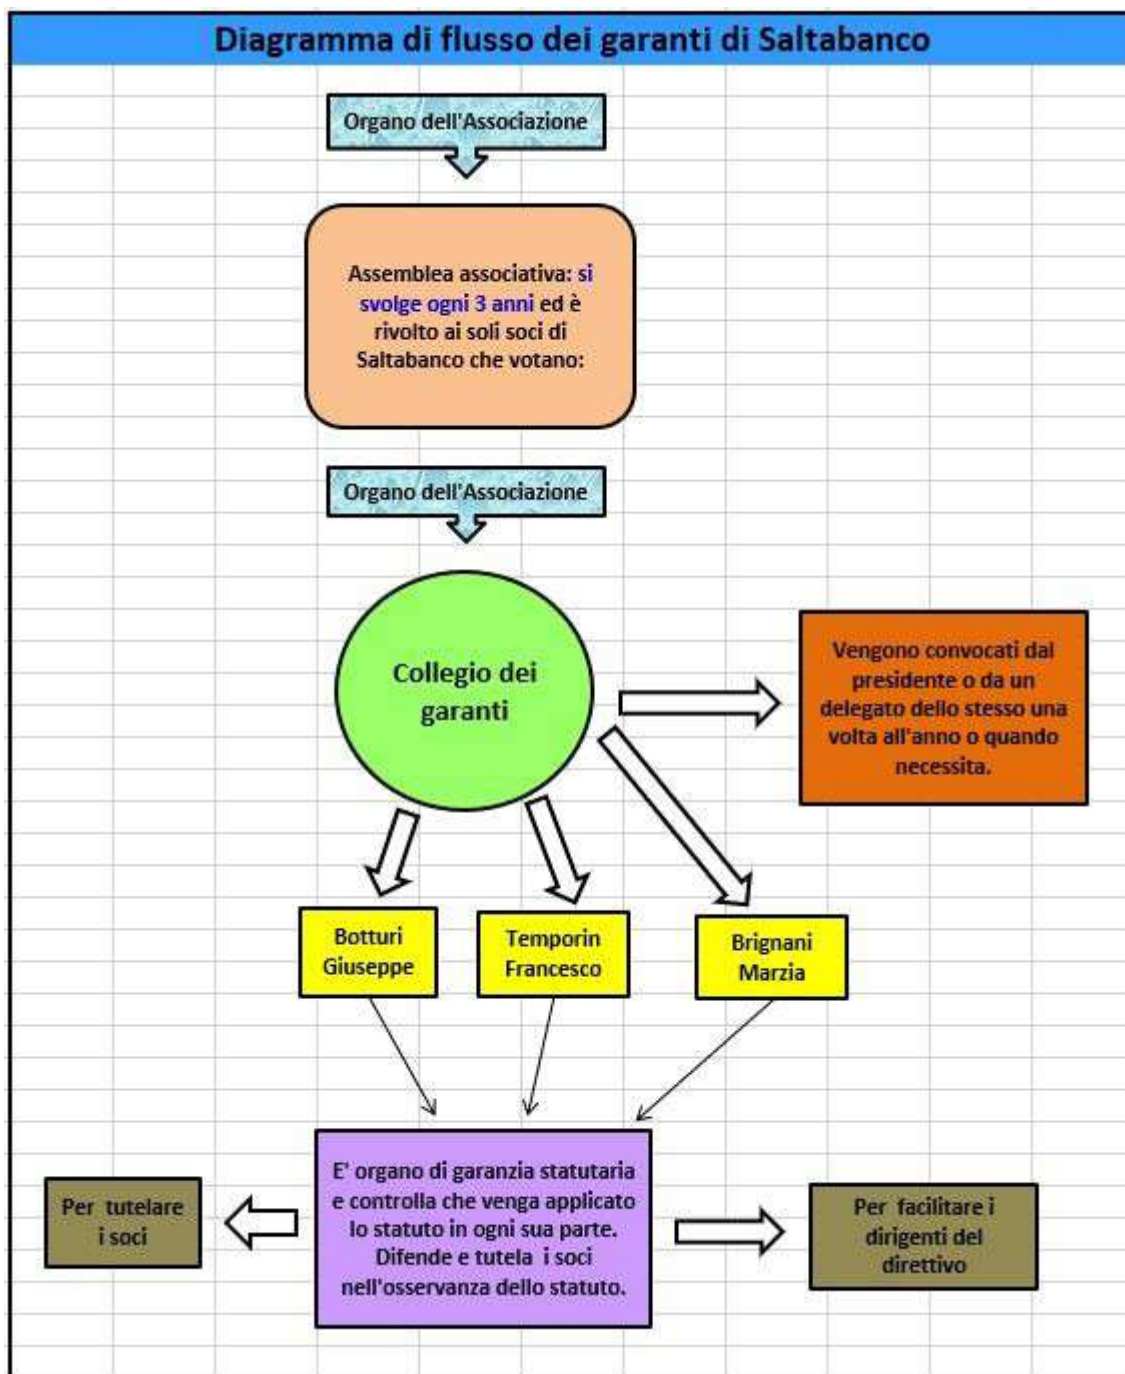 Diagramma di flusso dei garanti di Saltabanco
Organo dell'Associazione
Assemblea associativa: si
svolge ogni 3 anni ed è
rivolto ai soli soci di
Saltabanco che votano:
Organo dell'Associazione
Collegio dei
garanti
Vengono convocati dal
presidente o da un
delegato dello stesso una
volta all'anno o quando
necessita.
Botturi
Giuseppe
Temporin
Francesco
Brignani
Marzia
E' organo di garanzia statutaria
e controlla che venga applicato
lo statuto in ogni sua parte.
Difende e tutela i soci
nell'osservanza dello statuto.
Per tutelare
i soci
Per facilitare i
dirigenti del
direttivo